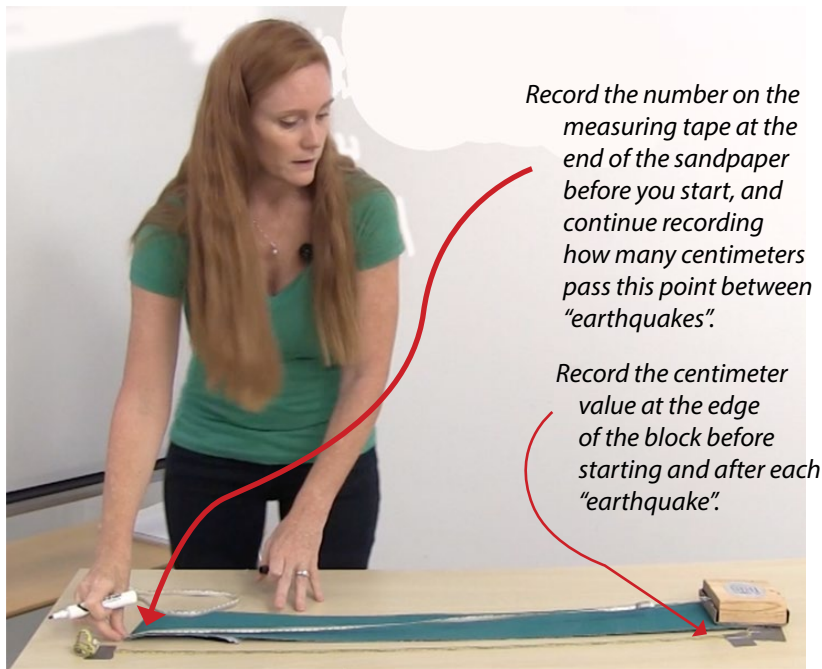 Record the number on the
measuring tape at the
end of the sandpaper
before you start, and
continue recording
how many centimeters
pass this point between
“earthquakes”.
Record the centimeter
value at the edge
of the block before
starting and after each
“earthquake”.